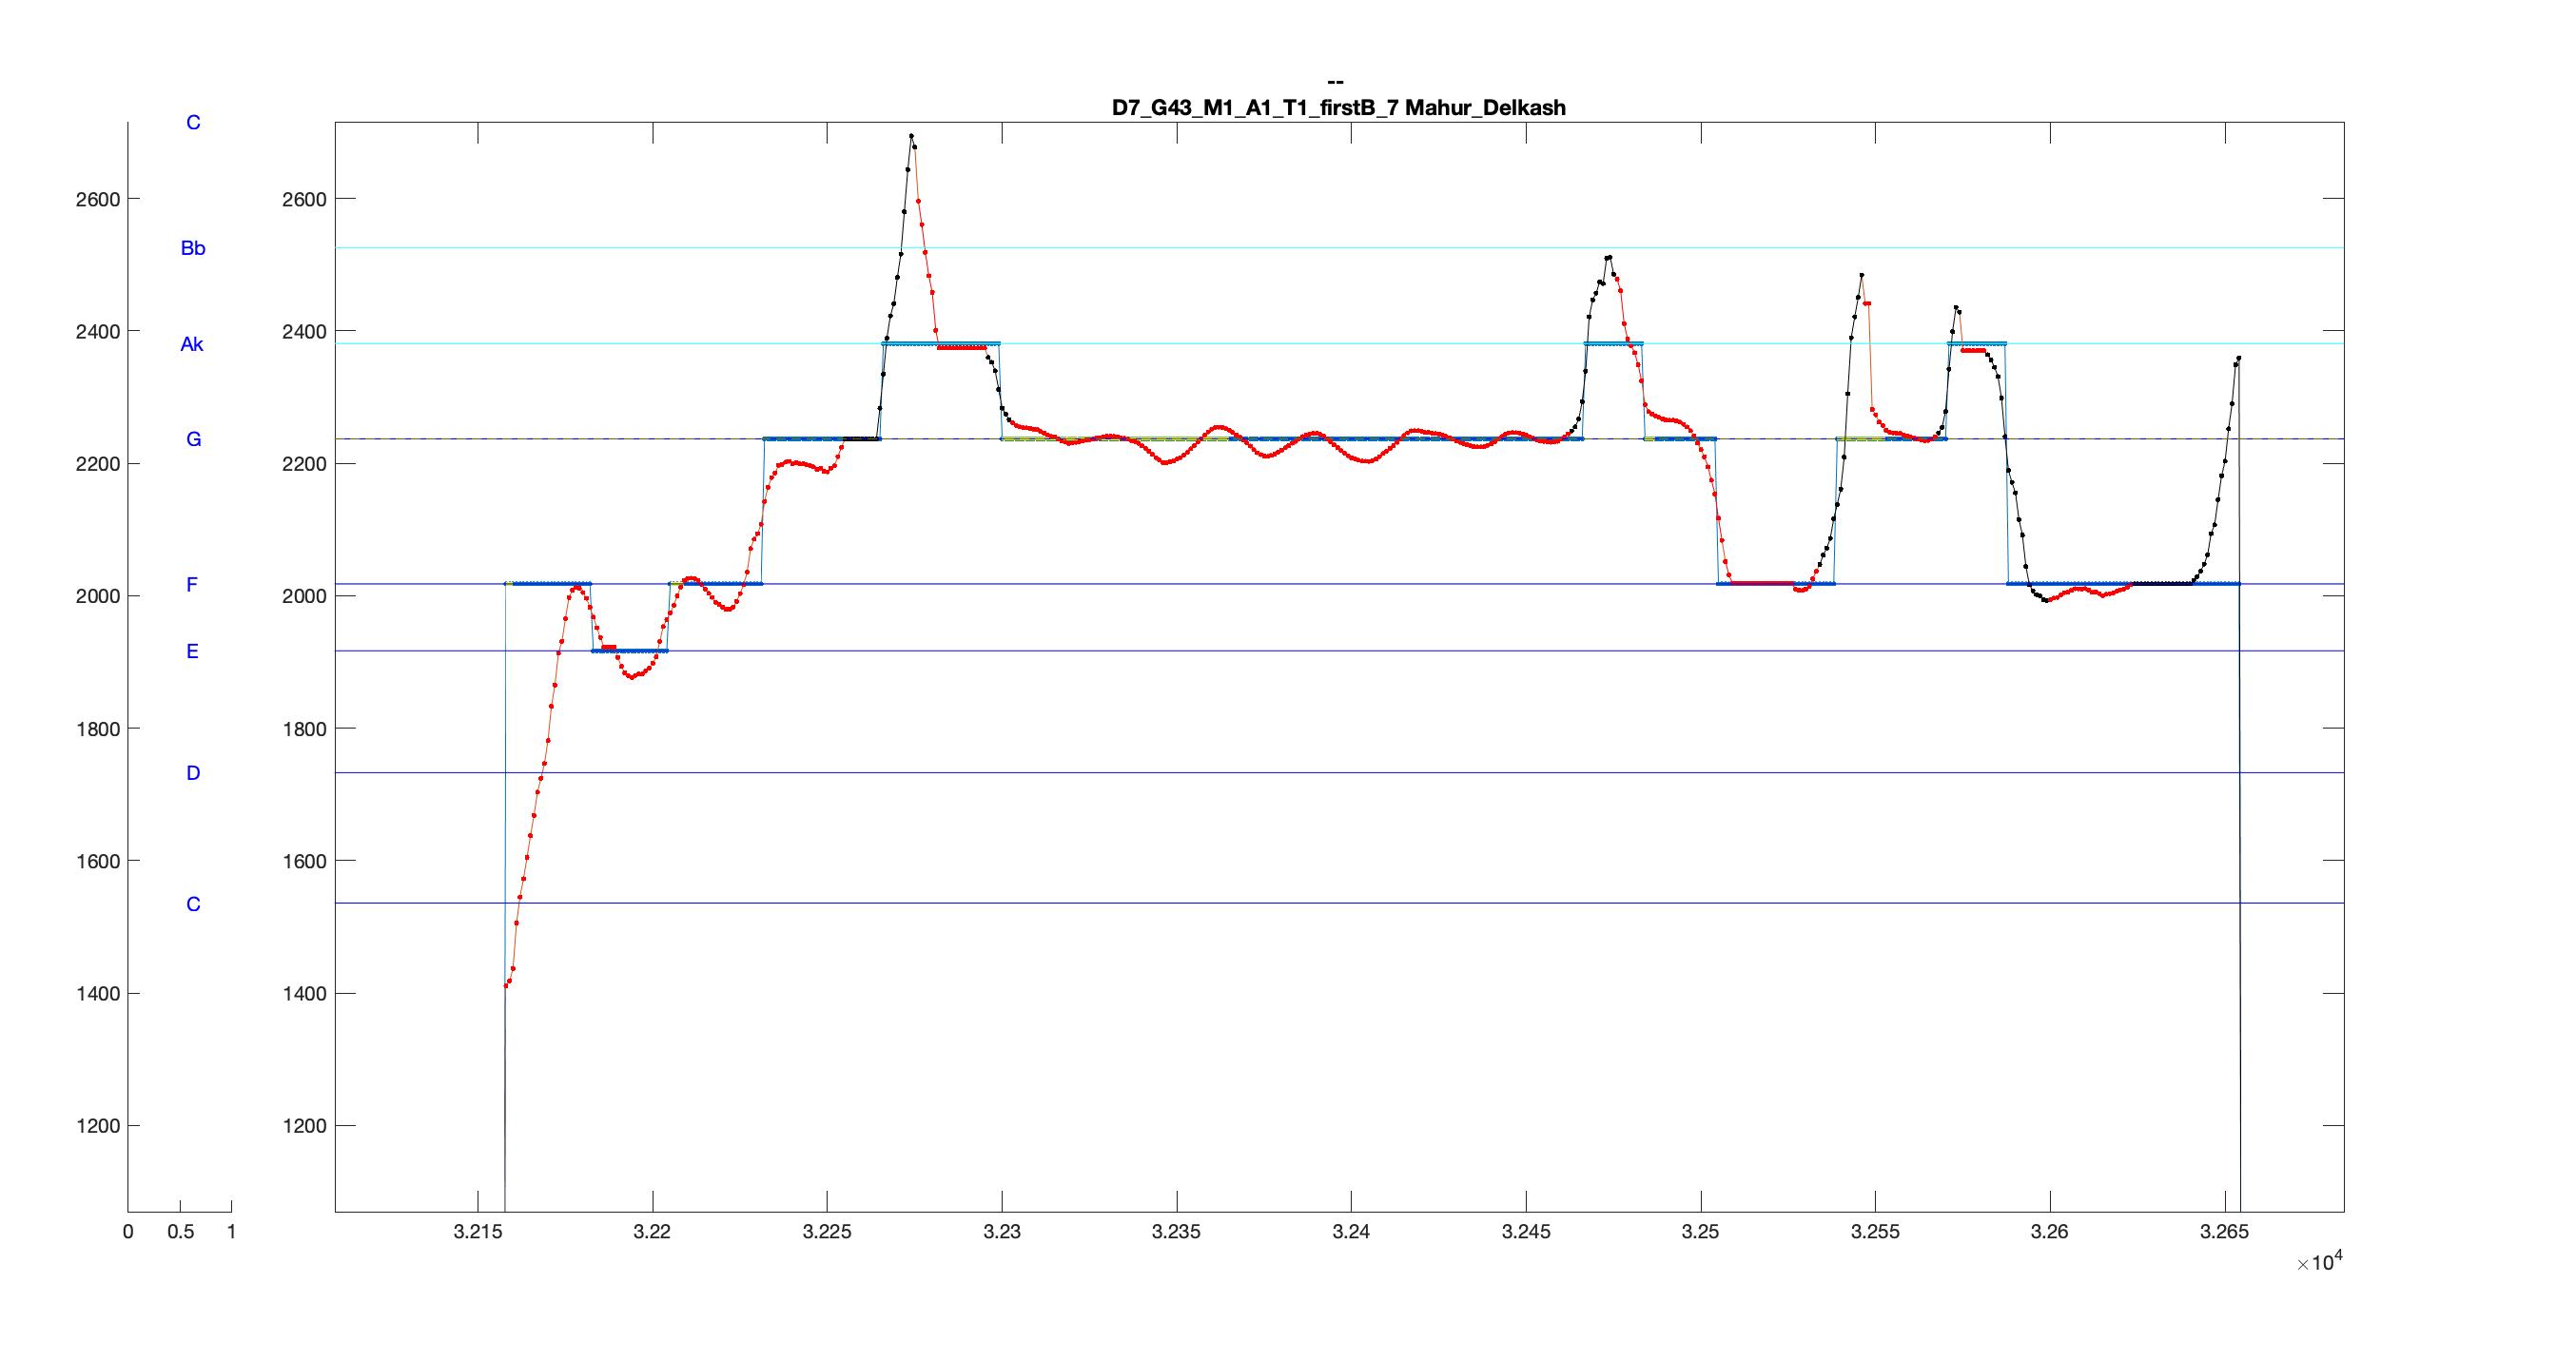 --
D7_G43_M1_A1_T1_firstB_7 Mahur_Delkash
C
2600 2600
Bb
2400 2400
Ak
G
2200 2200
F
2000 2000
E
1800 1800
D
1600 1600
C
1400 1400
1200 1200
0 0.5 1 3.215 3.22 3.225 3.23 3.235 3.24 3.245 3.25 3.255 3.26 3.265
×10⁴